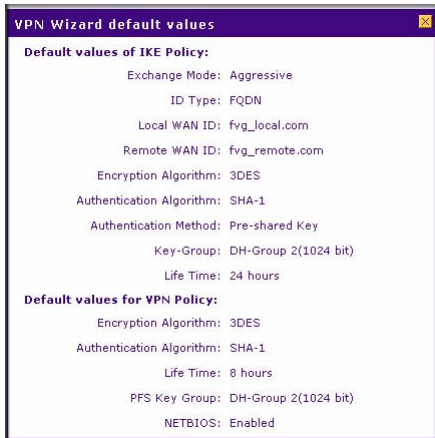 VPN Wizard default values
Default values of IKE Policy:
Exchange Mode: Aggressive
ID Type: FQDN
Local WAN ID: fvg_local.com
Remote WAN ID: fvg_remote.com
Encryption Algorithm: 3DES
Authentication Algorithm: SHA-1
Authentication Method: Pre-shared Key
Key-Group: DH-Group 2(1024 bit)
Life Time: 24 hours
Default values for VPN Policy:
Encryption Algorithm: 3DES
Authentication Algorithm: SHA-1
Life Time: 8 hours
PFS Key Group: DH-Group 2(1024 bit)
NETBIOS: Enabled